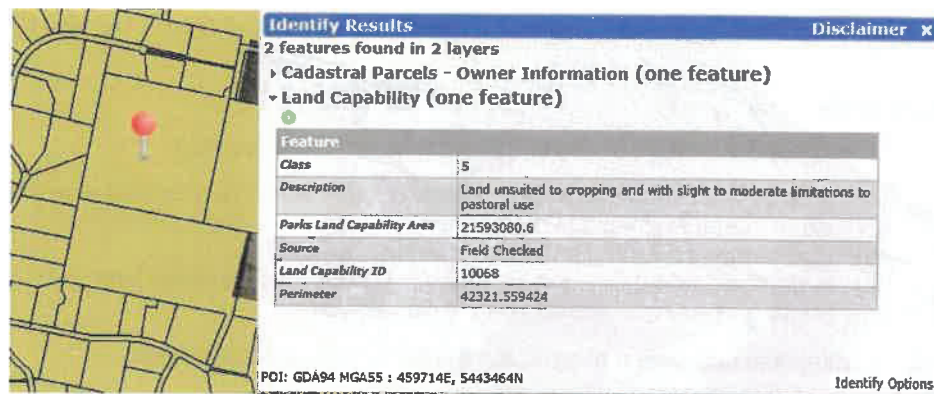 Identify Results
Disclaimer x
2 features found in 2 layers
Cadastral Parcels - Owner Information (one feature)
Land Capability (one feature)
Feature
Class 5
Description Land unsuited to cropping and with slight to moderate limitations to
pastoral use
Parks Land Capability Area 21593080.6
Source Field Checked
Land Capability ID 10068
Perimeter 42321.559424
POI: GDA94 MGA55 : 459714E, 5443464N
Identify Options